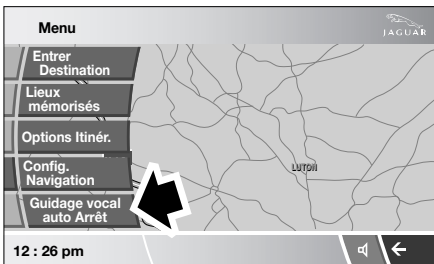 Menu
JAGUAR
Entrer
Destination
Lieux
mémorisés
Options Itinér.
Config.
Navigation
Guidage vocal
auto Arrêt
LUTON
12 : 26 pm